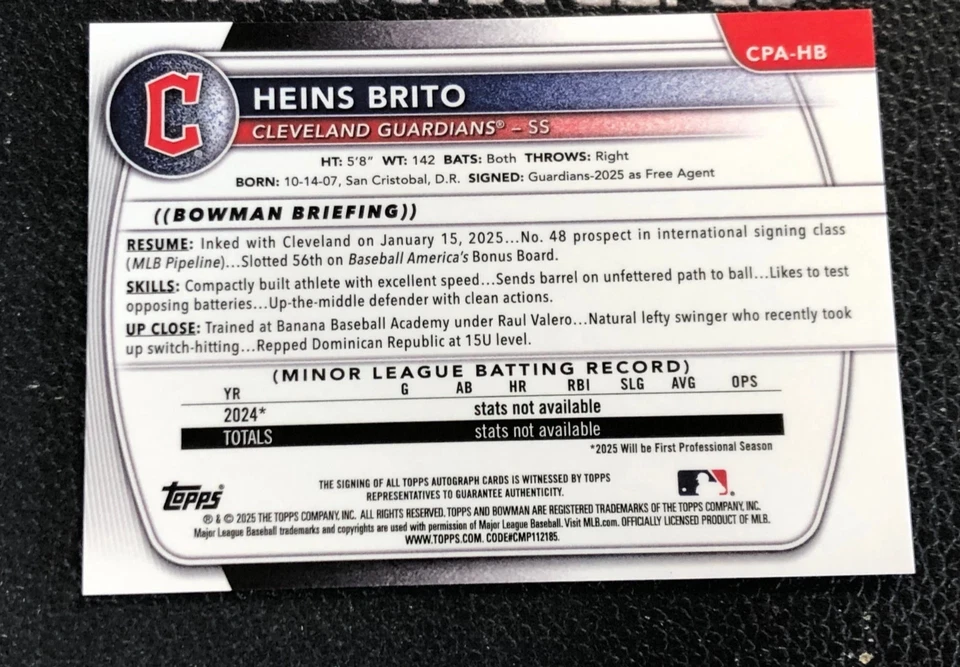 CPA-HB
C
HEINS BRITO
CLEVELAND GUARDIANS® – SS
HT: 5'8" WT: 142 BATS: Both THROWS: Right
BORN: 10-14-07, San Cristobal, D.R. SIGNED: Guardians-2025 as Free Agent
((BOWMAN BRIEFING))
RESUME: Inked with Cleveland on January 15, 2025...No. 48 prospect in international signing class
(MLB Pipeline)...Slotted 56th on Baseball America's Bonus Board.
SKILLS: Compactly built athlete with excellent speed...Sends barrel on unfettered path to ball...Likes to test
opposing batteries...Up-the-middle defender with clean actions.
UP CLOSE: Trained at Banana Baseball Academy under Raul Valero...Natural lefty swinger who recently took
up switch-hitting...Repped Dominican Republic at 15U level.
(MINOR LEAGUE BATTING RECORD)
YR G AB HR RBI SLG AVG OPS
2024* stats not available
TOTALS stats not available
*2025 Will be First Professional Season
Topps®
THE SIGNING OF ALL TOPPS AUTOGRAPH CARDS IS WITNESSED BY TOPPS
REPRESENTATIVES TO GUARANTEE AUTHENTICITY.
® & © 2025 THE TOPPS COMPANY, INC. ALL RIGHTS RESERVED. TOPPS AND BOWMAN ARE REGISTERED TRADEMARKS OF THE TOPPS COMPANY, INC.
Major League Baseball trademarks and copyrights are used with permission of Major League Baseball. Visit MLB.com. OFFICIALLY LICENSED PRODUCT OF MLB.
WWW.TOPPS.COM. CODE#CMP112185.